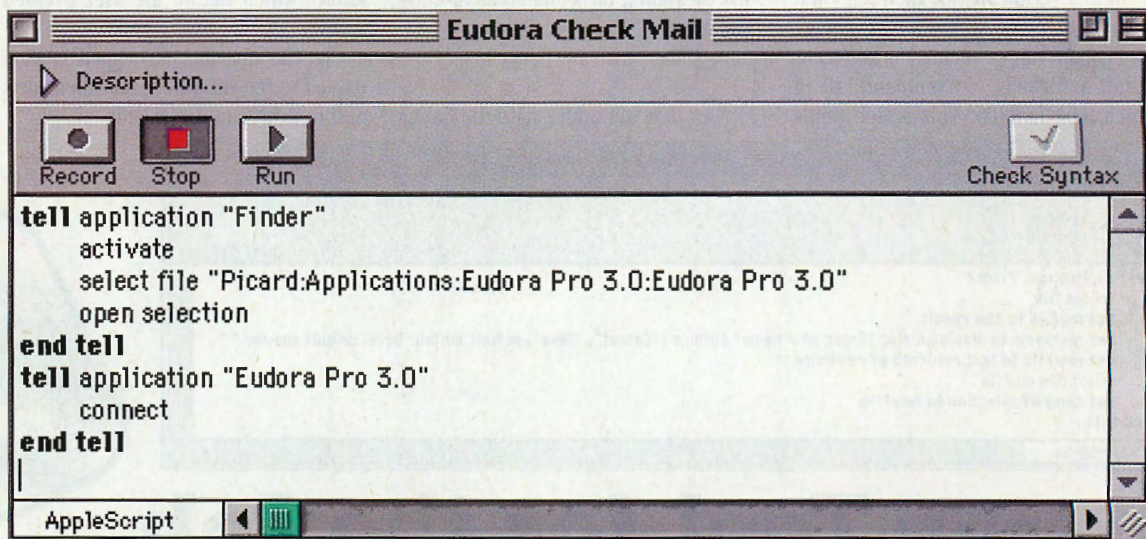 Eudora Check Mail
Description...
Record Stop Run Check Syntax
tell application "Finder"
activate
select file "Picard:Applications:Eudora Pro 3.0:Eudora Pro 3.0"
open selection
end tell
tell application "Eudora Pro 3.0"
connect
end tell
AppleScript